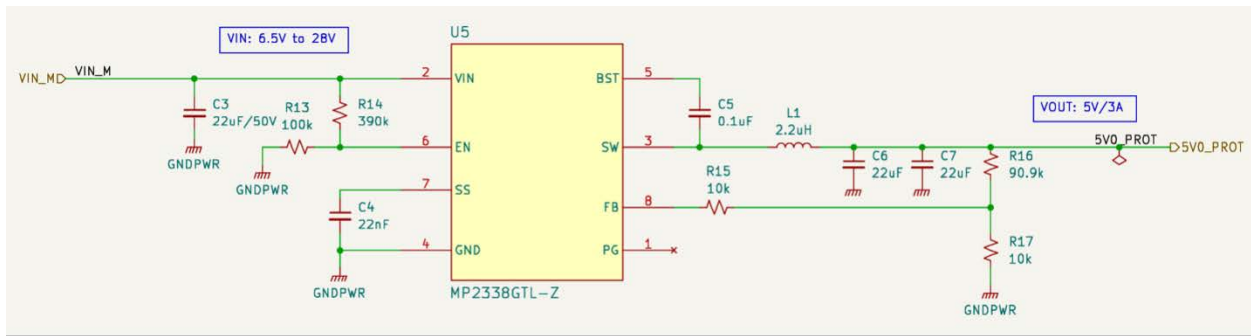 U5
VIN: 6.5V to 28V
VIN_M
VIN_M
2
VIN
BST
5
C3
22uF/50V
R13
100k
R14
390k
C5
0.1uF
L1
2.2uH
VOUT: 5V/3A
GNDPWR
6
EN
SW
3
5V0_PROT
5V0_PROT
GNDPWR
7
SS
R15
10k
C6
22uF
C7
22uF
R16
90.9k
C4
22nF
FB
8
4
GND
PG
1
R17
10k
GNDPWR
MP2338GTL-Z
GNDPWR